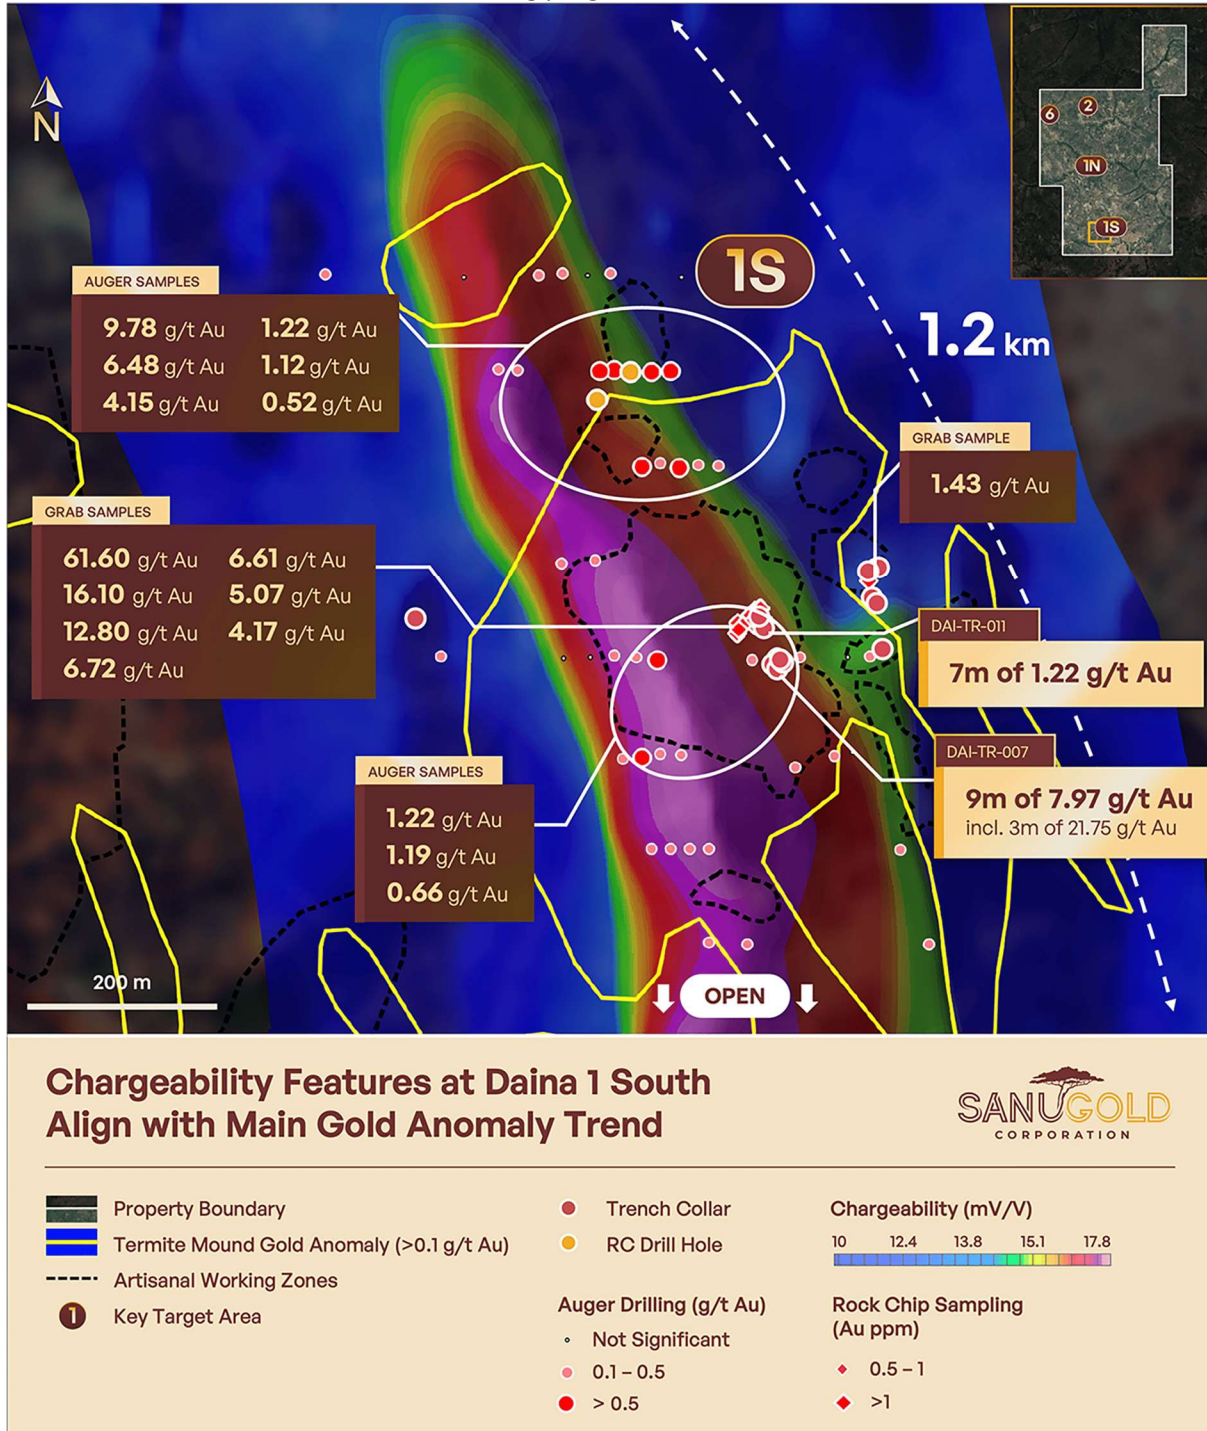 N
6
2
1N
1S
1S
1.2 km
AUGER SAMPLES
9.78 g/t Au 1.22 g/t Au
6.48 g/t Au 1.12 g/t Au
4.15 g/t Au 0.52 g/t Au
GRAB SAMPLE
1.43 g/t Au
GRAB SAMPLES
61.60 g/t Au 6.61 g/t Au
16.10 g/t Au 5.07 g/t Au
12.80 g/t Au 4.17 g/t Au
6.72 g/t Au
DAI-TR-011
7m of 1.22 g/t Au
DAI-TR-007
9m of 7.97 g/t Au
incl. 3m of 21.75 g/t Au
AUGER SAMPLES
1.22 g/t Au
1.19 g/t Au
0.66 g/t Au
200 m
OPEN
Chargeability Features at Daina 1 South
Align with Main Gold Anomaly Trend
SANUGOLD
CORPORATION
Property Boundary
Termite Mound Gold Anomaly (>0.1 g/t Au)
Artisanal Working Zones
1 Key Target Area
Trench Collar
RC Drill Hole
Auger Drilling (g/t Au)
Not Significant
0.1 – 0.5
> 0.5
Chargeability (mV/V)
10 12.4 13.8 15.1 17.8
Rock Chip Sampling
(Au ppm)
0.5 – 1
>1